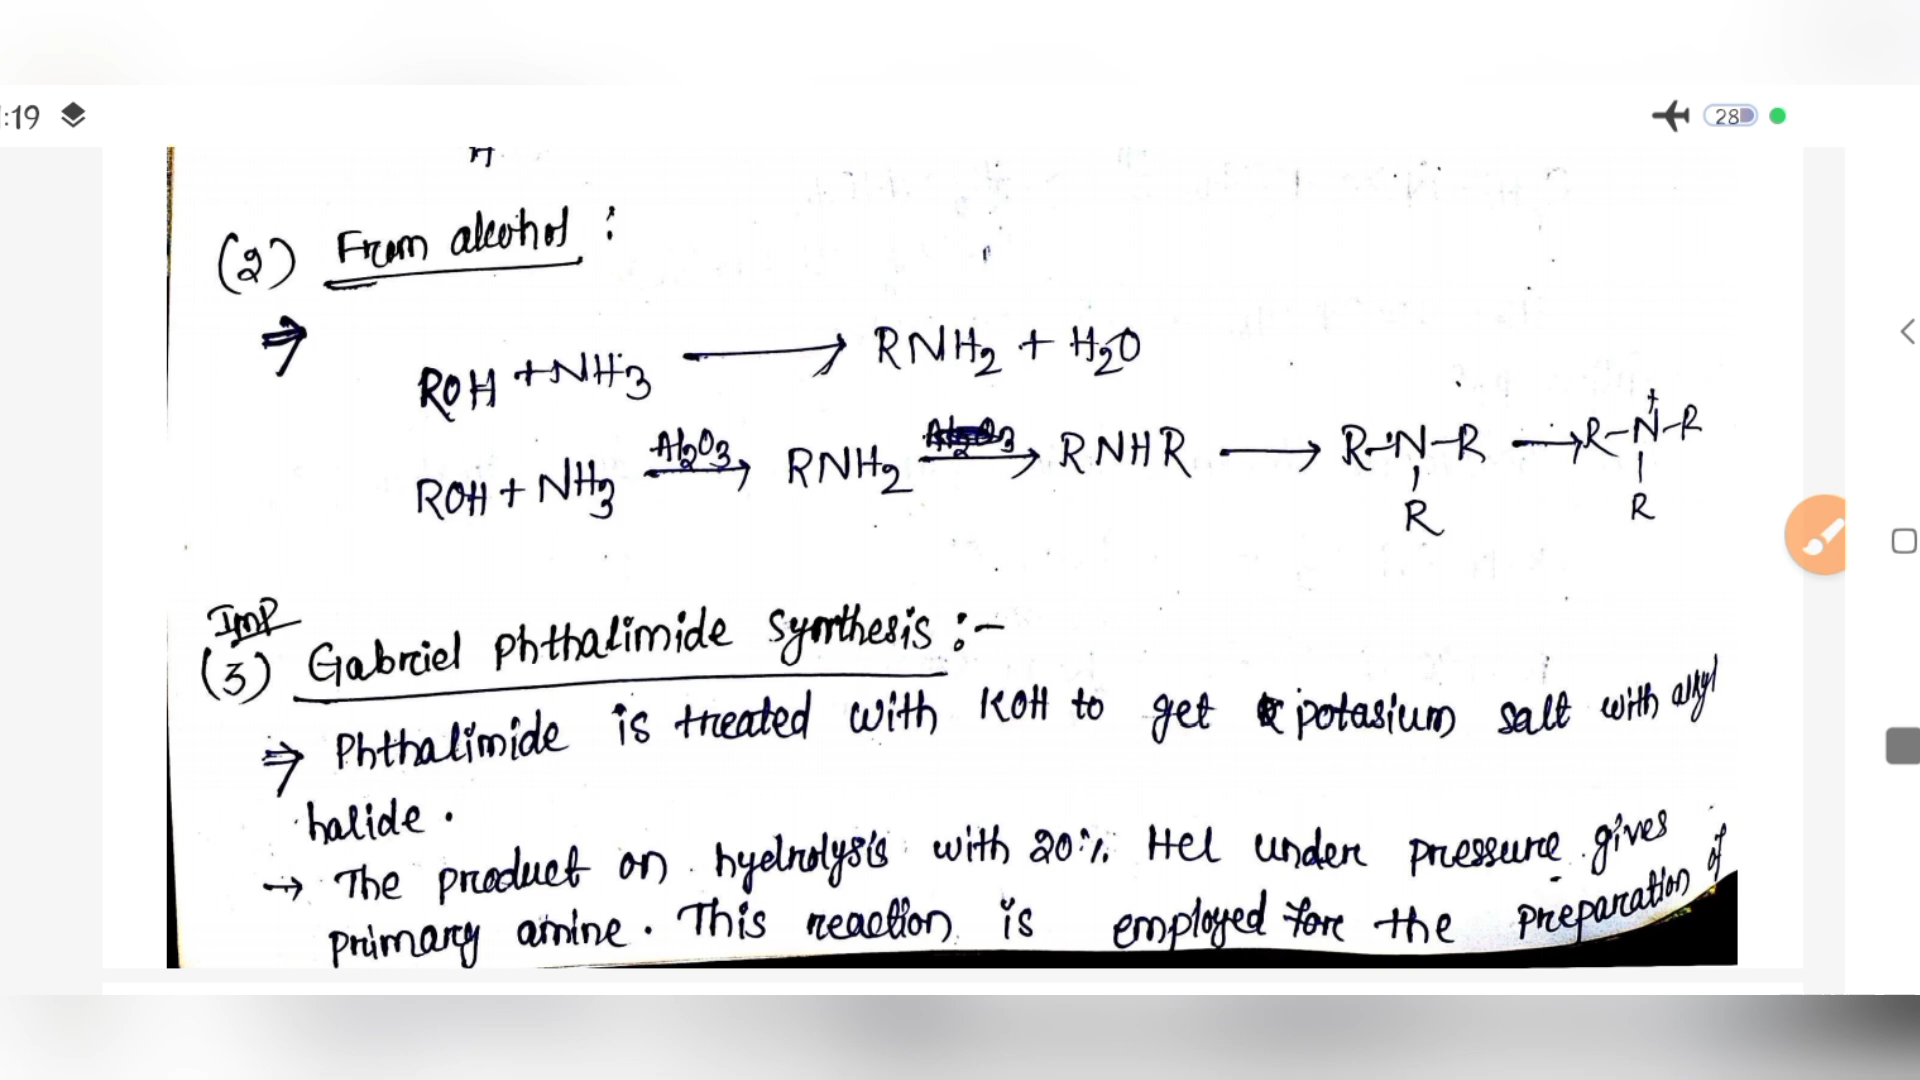 :19
28
H
(2) From alcohol :
⇒
ROH + NH3 ⟶ RNH2 + H2O
ROH + NH3 Al2O3⟶ RNH2 ⟶ RNHR ⟶ R-N-R ⟶ R-N+-R
R R
IMP
(3) Gabriel Phthalimide Synthesis :-
⇒ Phthalimide is treated with KOH to get potasium salt with alkyl
halide .
→ The product on hydrolysis with 20% Hcl under pressure gives
primary amine . This reaction is employed fore the preparation of